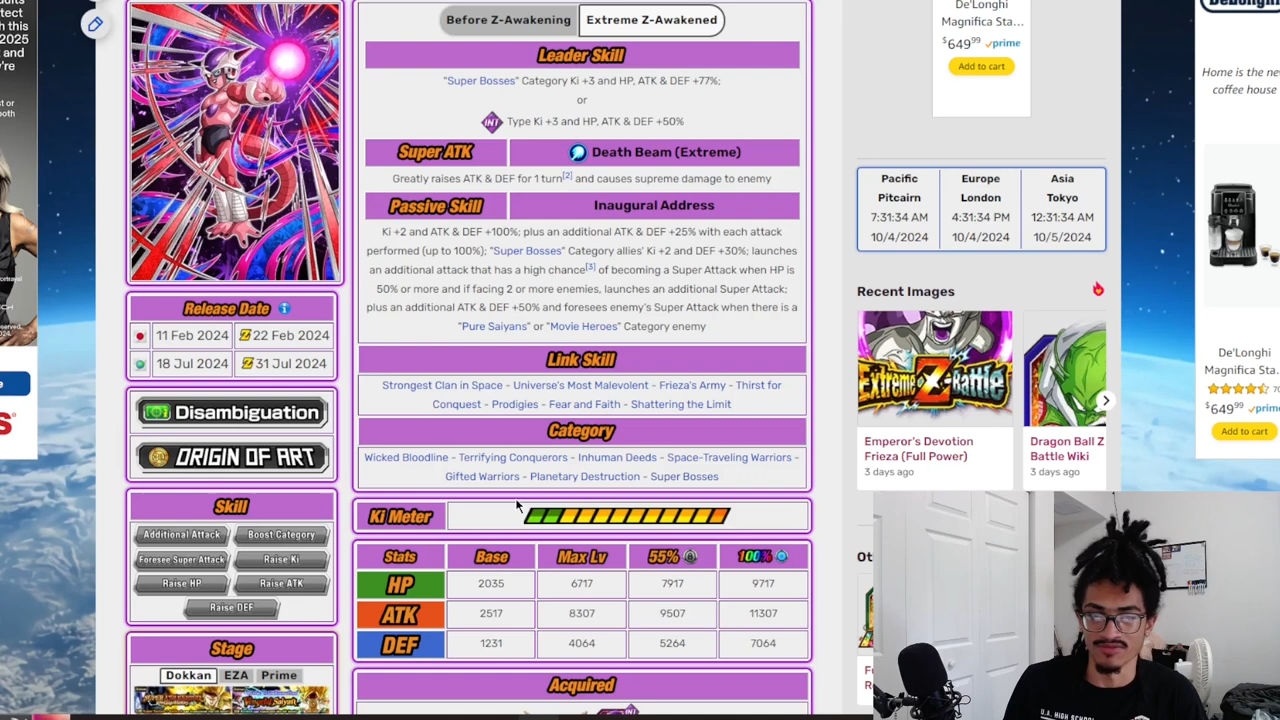 Before Z-Awakening
Extreme Z-Awakened
Leader Skill
"Super Bosses" Category Ki +3 and HP, ATK & DEF +77%;
or
INT Type Ki +3 and HP, ATK & DEF +50%
Super ATK
Death Beam (Extreme)
Greatly raises ATK & DEF for 1 turn[2] and causes supreme damage to enemy
Passive Skill
Inaugural Address
Ki +2 and ATK & DEF +100%; plus an additional ATK & DEF +25% with each attack
performed (up to 100%); "Super Bosses" Category allies' Ki +2 and DEF +30%; launches
an additional attack that has a high chance[3] of becoming a Super Attack when HP is
50% or more and if facing 2 or more enemies, launches an additional Super Attack;
plus an additional ATK & DEF +50% and foresees enemy's Super Attack when there is a
"Pure Saiyans" or "Movie Heroes" Category enemy
Link Skill
Strongest Clan in Space - Universe's Most Malevolent - Frieza's Army - Thirst for
Conquest - Prodigies - Fear and Faith - Shattering the Limit
Category
Wicked Bloodline - Terrifying Conquerors - Inhuman Deeds - Space-Traveling Warriors -
Gifted Warriors - Planetary Destruction - Super Bosses
Ki Meter
Stats Base Max Lv 55% 100%
HP 2035 6717 7917 9717
ATK 2517 8307 9507 11307
DEF 1231 4064 5264 7064
Acquired
INT
Release Date
11 Feb 2024 Z 22 Feb 2024
18 Jul 2024 Z 31 Jul 2024
Disambiguation
ORIGIN OF ART
Skill
Additional Attack Boost Category
Foresee Super Attack Raise Ki
Raise HP Raise ATK
Raise DEF
Stage
Dokkan EZA Prime
De'Longhi
Magnifica Sta...
$649.99 prime
Add to cart
Pacific Europe Asia
Pitcairn London Tokyo
7:31:34 AM 4:31:34 PM 12:31:34 AM
10/4/2024 10/4/2024 10/5/2024
Recent Images
Extreme Z-Battle
Emperor's Devotion
Frieza (Full Power)
3 days ago
Dragon Ball Z
Battle Wiki
3 days ago
Home is the ne
coffee house
De'Longhi
Magnifica Sta...
$649.99
Add to cart
this
2025
U.A. HIGH SCHOOL